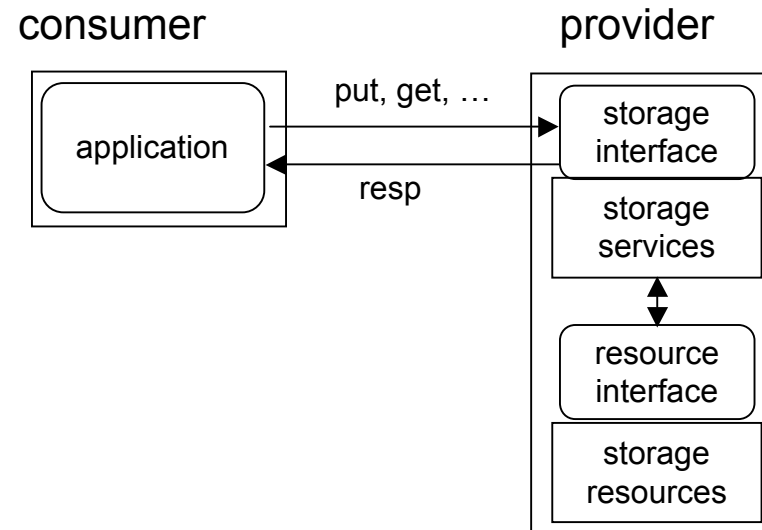 consumer
provider
put, get, …
application
resp
storage
interface
storage
services
resource
interface
storage
resources